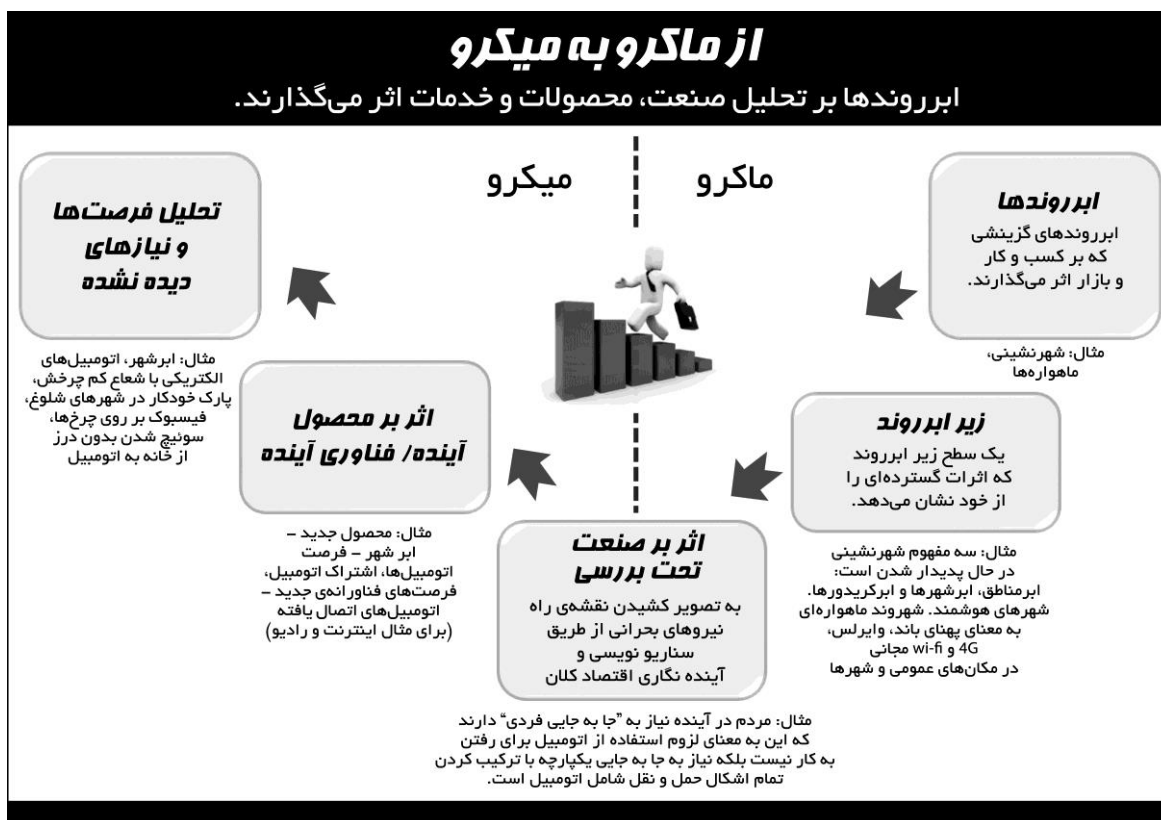 از ماکرو به میکرو
ابرروندها بر تحلیل صنعت، محصولات و خدمات اثر می‌گذارند.
ماکرو
میکرو
ابرروندها
ابرروندهای گزینشی
که بر کسب و کار
و بازار اثر می‌گذارند.
مثال: شهرنشینی،
ماهواره‌ها
زیر ابرروند
یک سطح زیر ابرروند
که اثرات گسترده‌ای را
از خود نشان می‌دهد.
مثال: سه مفهوم شهرنشینی
در حال پدیدار شدن است:
ابرمناطق، ابرشهرها و ابرکریدورها.
شهرهای هوشمند. شهروند ماهواره‌ای
به معنای پهنای باند، وایرلس،
4G و wi-fi مجانی
در مکان‌های عمومی و شهرها
اثر بر صنعت
تحت بررسی
به تصویر کشیدن نقشه‌ی راه
نیروهای بحرانی از طریق
سناریو نویسی و
آینده نگاری اقتصاد کلان
مثال: مردم در آینده نیاز به ”جا به جایی فردی“ دارند
که این به معنای لزوم استفاده از اتومبیل برای رفتن
به کار نیست بلکه نیاز به جا به جایی یکپارچه با ترکیب کردن
تمام اشکال حمل و نقل شامل اتومبیل است.
اثر بر محصول
آینده/ فناوری آینده
مثال: محصول جدید –
ابر شهر – فرصت
اتومبیل‌ها، اشتراک اتومبیل،
فرصت‌های فناورانه‌ی جدید –
اتومبیل‌های اتصال یافته
(برای مثال اینترنت و رادیو)
تحلیل فرصت‌ها
و نیازهای
دیده نشده
مثال: ابرشهر، اتومبیل‌های
الکتریکی با شعاع کم چرخش،
پارک خودکار در شهرهای شلوغ،
فیسبوک بر روی چرخ‌ها،
سوئیچ شدن بدون درز
از خانه به اتومبیل